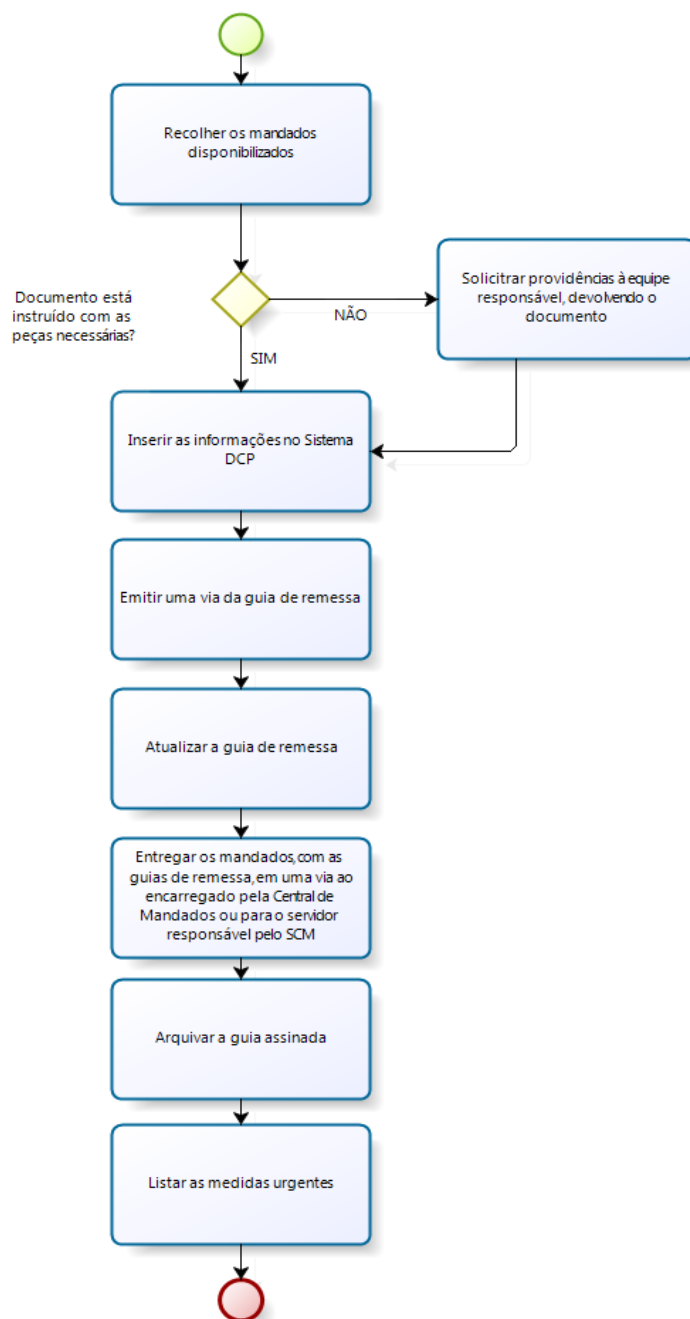 Recolher os mandados
disponibilizados
Documento está
instruído com as
peças necessárias?
NÃO
Solicitrar providências à equipe
responsável, devolvendo o
documento
SIM
Inserir as informações no Sistema
DCP
Emitir uma via da guia de remessa
Atualizar a guia de remessa
Entregar os mandados, com as
guias de remessa, em uma via ao
encarregado pela Central de
Mandados ou para o servidor
responsável pelo SCM
Arquivar a guia assinada
Listar as medidas urgentes